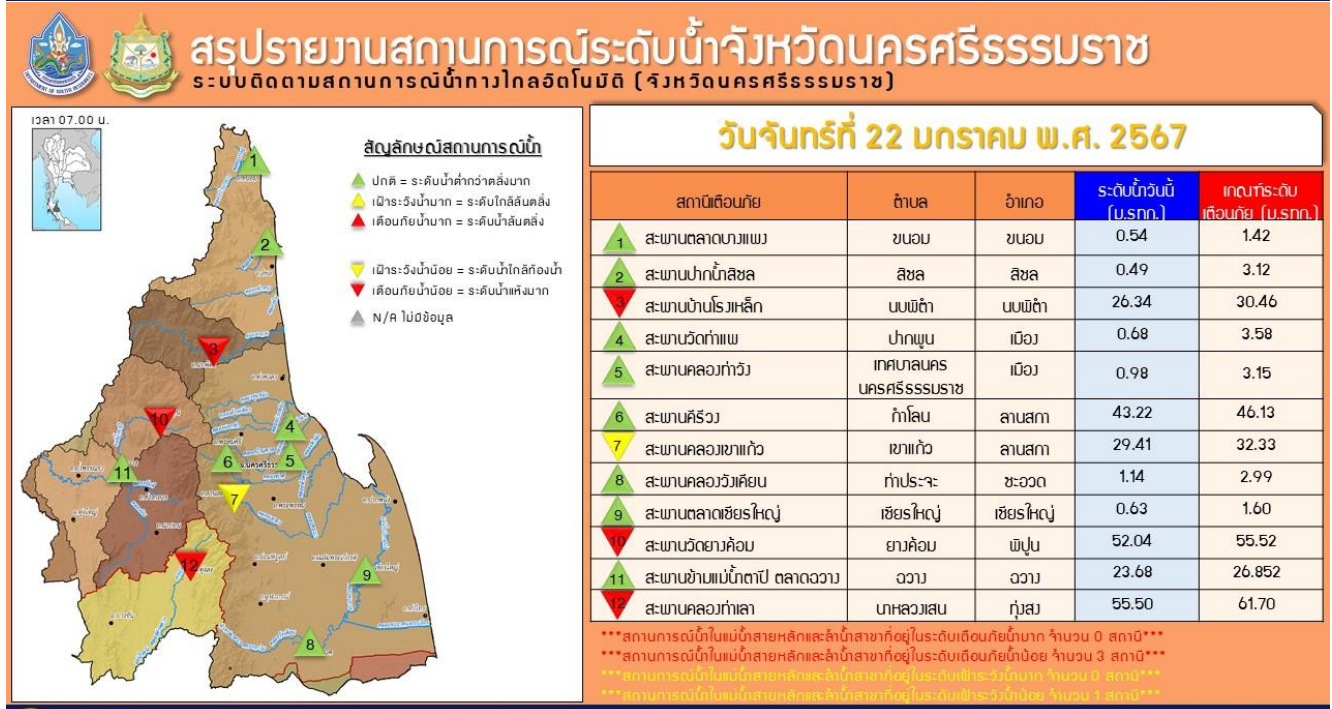 สรุปรายงานสถานการณ์ระดับน้ำจังหวัดนครศรีธรรมราช
ระบบติดตามสถานการณ์น้ำทางไกลอัตโนมัติ (จังหวัดนครศรีธรรมราช)
เวลา 07.00 น.
สัญลักษณ์สถานการณ์น้ำ
ปกติ = ระดับน้ำต่ำกว่าตลิ่งมาก
เฝ้าระวังน้ำมาก = ระดับใกล้ล้นตลิ่ง
เตือนภัยน้ำมาก = ระดับน้ำล้นตลิ่ง
เฝ้าระวังน้ำน้อย = ระดับน้ำใกล้ท้องน้ำ
เตือนภัยน้ำน้อย = ระดับน้ำแห้งมาก
N/A ไม่มีข้อมูล
1
2
3
10
4
11
6
5
7
12
9
8
วันจันทร์ที่ 22 มกราคม พ.ศ. 2567
สถานีเตือนภัย ตำบล อำเภอ ระดับน้ำวันนี้ (ม.รทก.) เกณฑ์ระดับเตือนภัย (ม.รทก.)
1 สะพานตลาดบางแพง ขนอม ขนอม 0.54 1.42
2 สะพานปากน้ำสิชล สิชล สิชล 0.49 3.12
3 สะพานบ้านโรงเหล็ก นบพิตำ นบพิตำ 26.34 30.46
4 สะพานวัดท่าแพ ปากพูน เมือง 0.68 3.58
5 สะพานคลองท่าวัง เทศบาลนครนครศรีธรรมราช เมือง 0.98 3.15
6 สะพานคีรีวง กำโลน ลานสกา 43.22 46.13
7 สะพานคลองเขาแก้ว เขาแก้ว ลานสกา 29.41 32.33
8 สะพานคลองวังเคียน ท่าประจะ ชะอวด 1.14 2.99
9 สะพานตลาดเชียรใหญ่ เชียรใหญ่ เชียรใหญ่ 0.63 1.60
10 สะพานวัดยางค้อม ยางค้อม พิปูน 52.04 55.52
11 สะพานข้ามแม่น้ำตาปี ตลาดฉวาง ฉวาง ฉวาง 23.68 26.852
12 สะพานคลองท่าเลา นาหลวงเสน ทุ่งสง 55.50 61.70
***สถานการณ์น้ำในแม่น้ำสายหลักและลำน้ำสาขาที่อยู่ในระดับเตือนภัยน้ำมาก จำนวน 0 สถานี***
***สถานการณ์น้ำในแม่น้ำสายหลักและลำน้ำสาขาที่อยู่ในระดับเตือนภัยน้ำน้อย จำนวน 3 สถานี***
***สถานการณ์น้ำในแม่น้ำสายหลักและลำน้ำสาขาที่อยู่ในระดับเฝ้าระวังน้ำมาก จำนวน 0 สถานี***
***สถานการณ์น้ำในแม่น้ำสายหลักและลำน้ำสาขาที่อยู่ในระดับเฝ้าระวังน้ำน้อย จำนวน 1 สถานี***